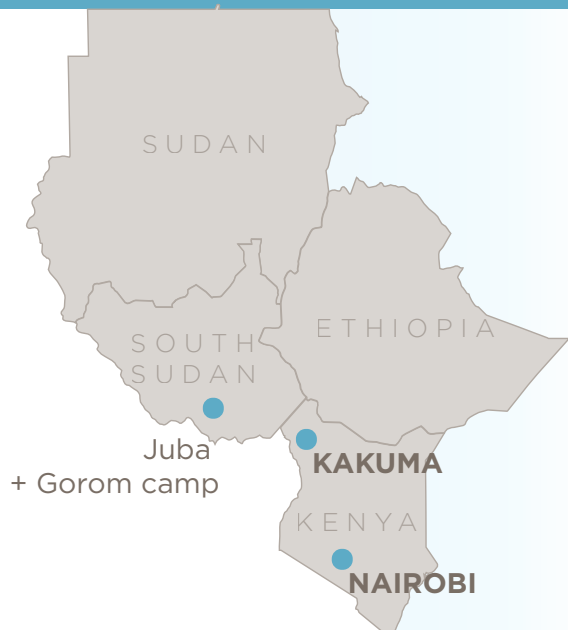 SUDAN
ETHIOPIA
SOUTH
SUDAN
Juba
+ Gorom camp
KAKUMA
KENYA
NAIROBI